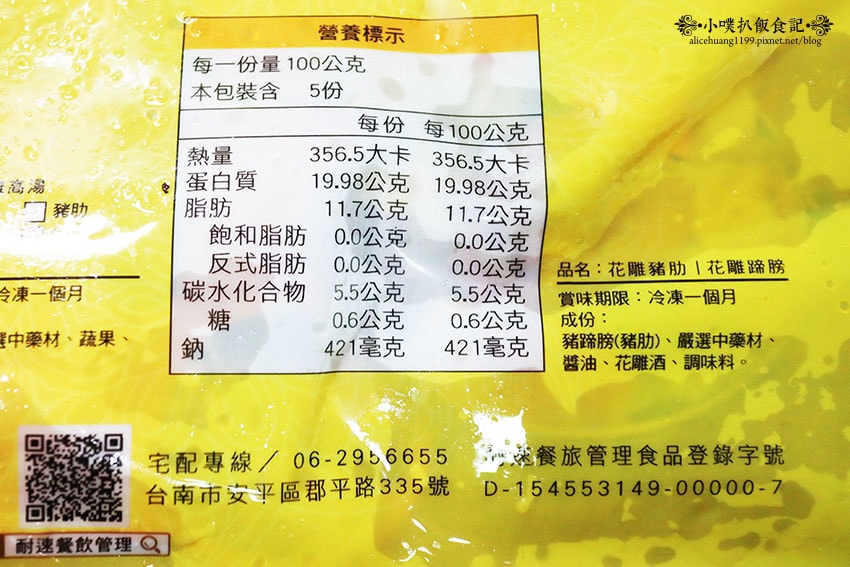 小噗扒飯食記
alicehuang1199.pixnet.net/blog
營養標示
每一份量 100公克
本包裝含 5份
每份 每100公克
熱量 356.5大卡 356.5大卡
蛋白質 19.98公克 19.98公克
脂肪 11.7公克 11.7公克
飽和脂肪 0.0公克 0.0公克
反式脂肪 0.0公克 0.0公克
碳水化合物 5.5公克 5.5公克
糖 0.6公克 0.6公克
鈉 421毫克 421毫克
高湯
豬肋
冷凍一個月
中藥材、蔬果、
品名：花雕豬肋｜花雕蹄膀
賞味期限：冷凍一個月
成份：
豬蹄膀(豬肋)、嚴選中藥材、
醬油、花雕酒、調味料。
宅配專線／ 06-2956655
台南市安平區郡平路335號
耐速餐旅管理食品登錄字號
D-154553149-00000-7
耐速餐飲管理